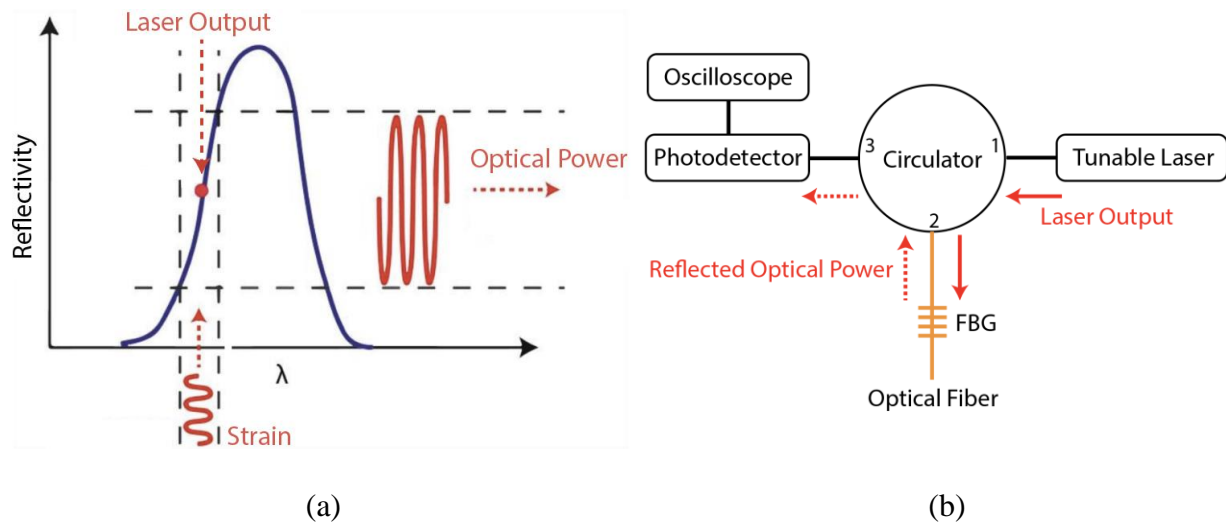 Laser Output
Reflectivity
Optical Power
λ
Strain
(a)
Oscilloscope
Photodetector
3
Circulator
1
Tunable Laser
2
Laser Output
Reflected Optical Power
FBG
Optical Fiber
(b)